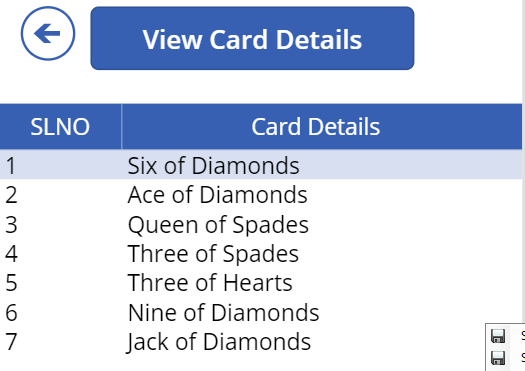 View Card Details
SLNO Card Details
1 Six of Diamonds
2 Ace of Diamonds
3 Queen of Spades
4 Three of Spades
5 Three of Hearts
6 Nine of Diamonds
7 Jack of Diamonds